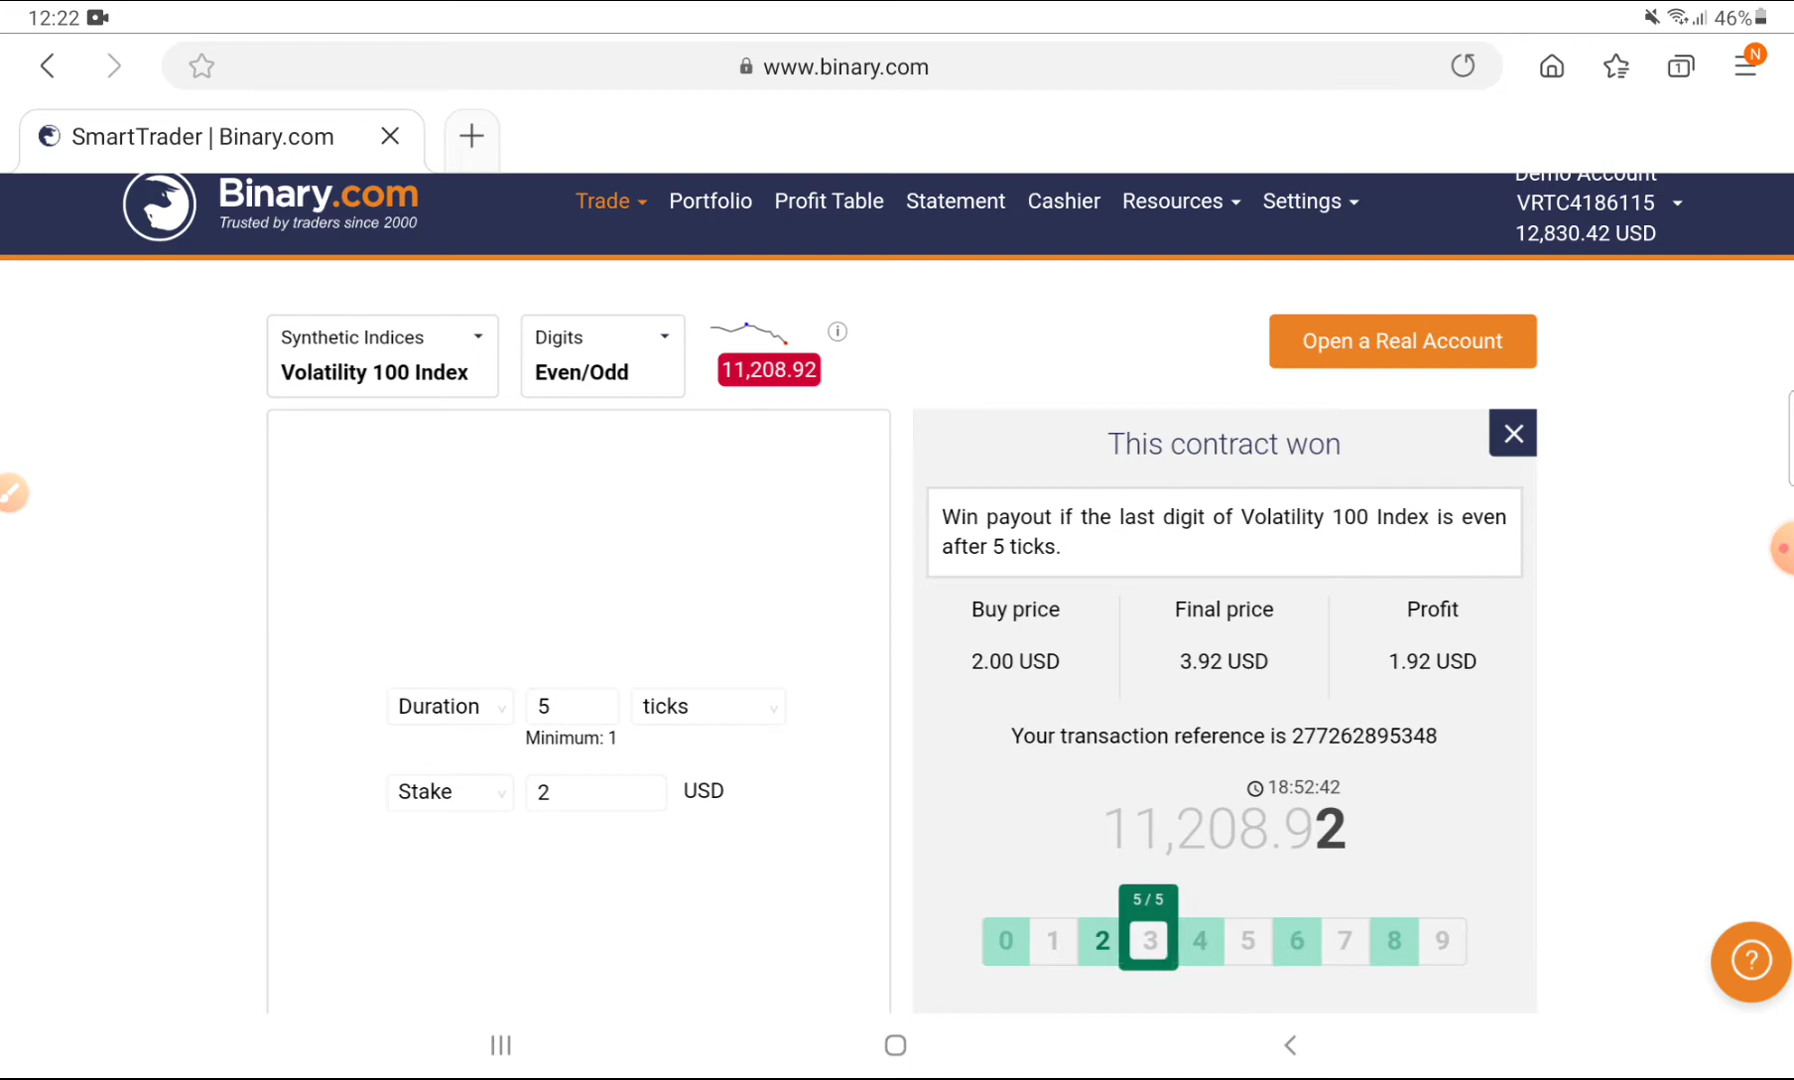 12:22
46%
www.binary.com
N
1
SmartTrader | Binary.com
Binary.com
Trusted by traders since 2000
Trade
Portfolio
Profit Table
Statement
Cashier
Resources
Settings
Demo Account
VRTC4186115
12,830.42 USD
Synthetic Indices
Volatility 100 Index
Digits
Even/Odd
11,208.92
Open a Real Account
This contract won
Win payout if the last digit of Volatility 100 Index is even
after 5 ticks.
Buy price
Final price
Profit
2.00 USD
3.92 USD
1.92 USD
Duration
5
ticks
Minimum: 1
Stake
2
USD
Your transaction reference is 277262895348
18:52:42
11,208.92
5 / 5
0 1 2 3 4 5 6 7 8 9
?